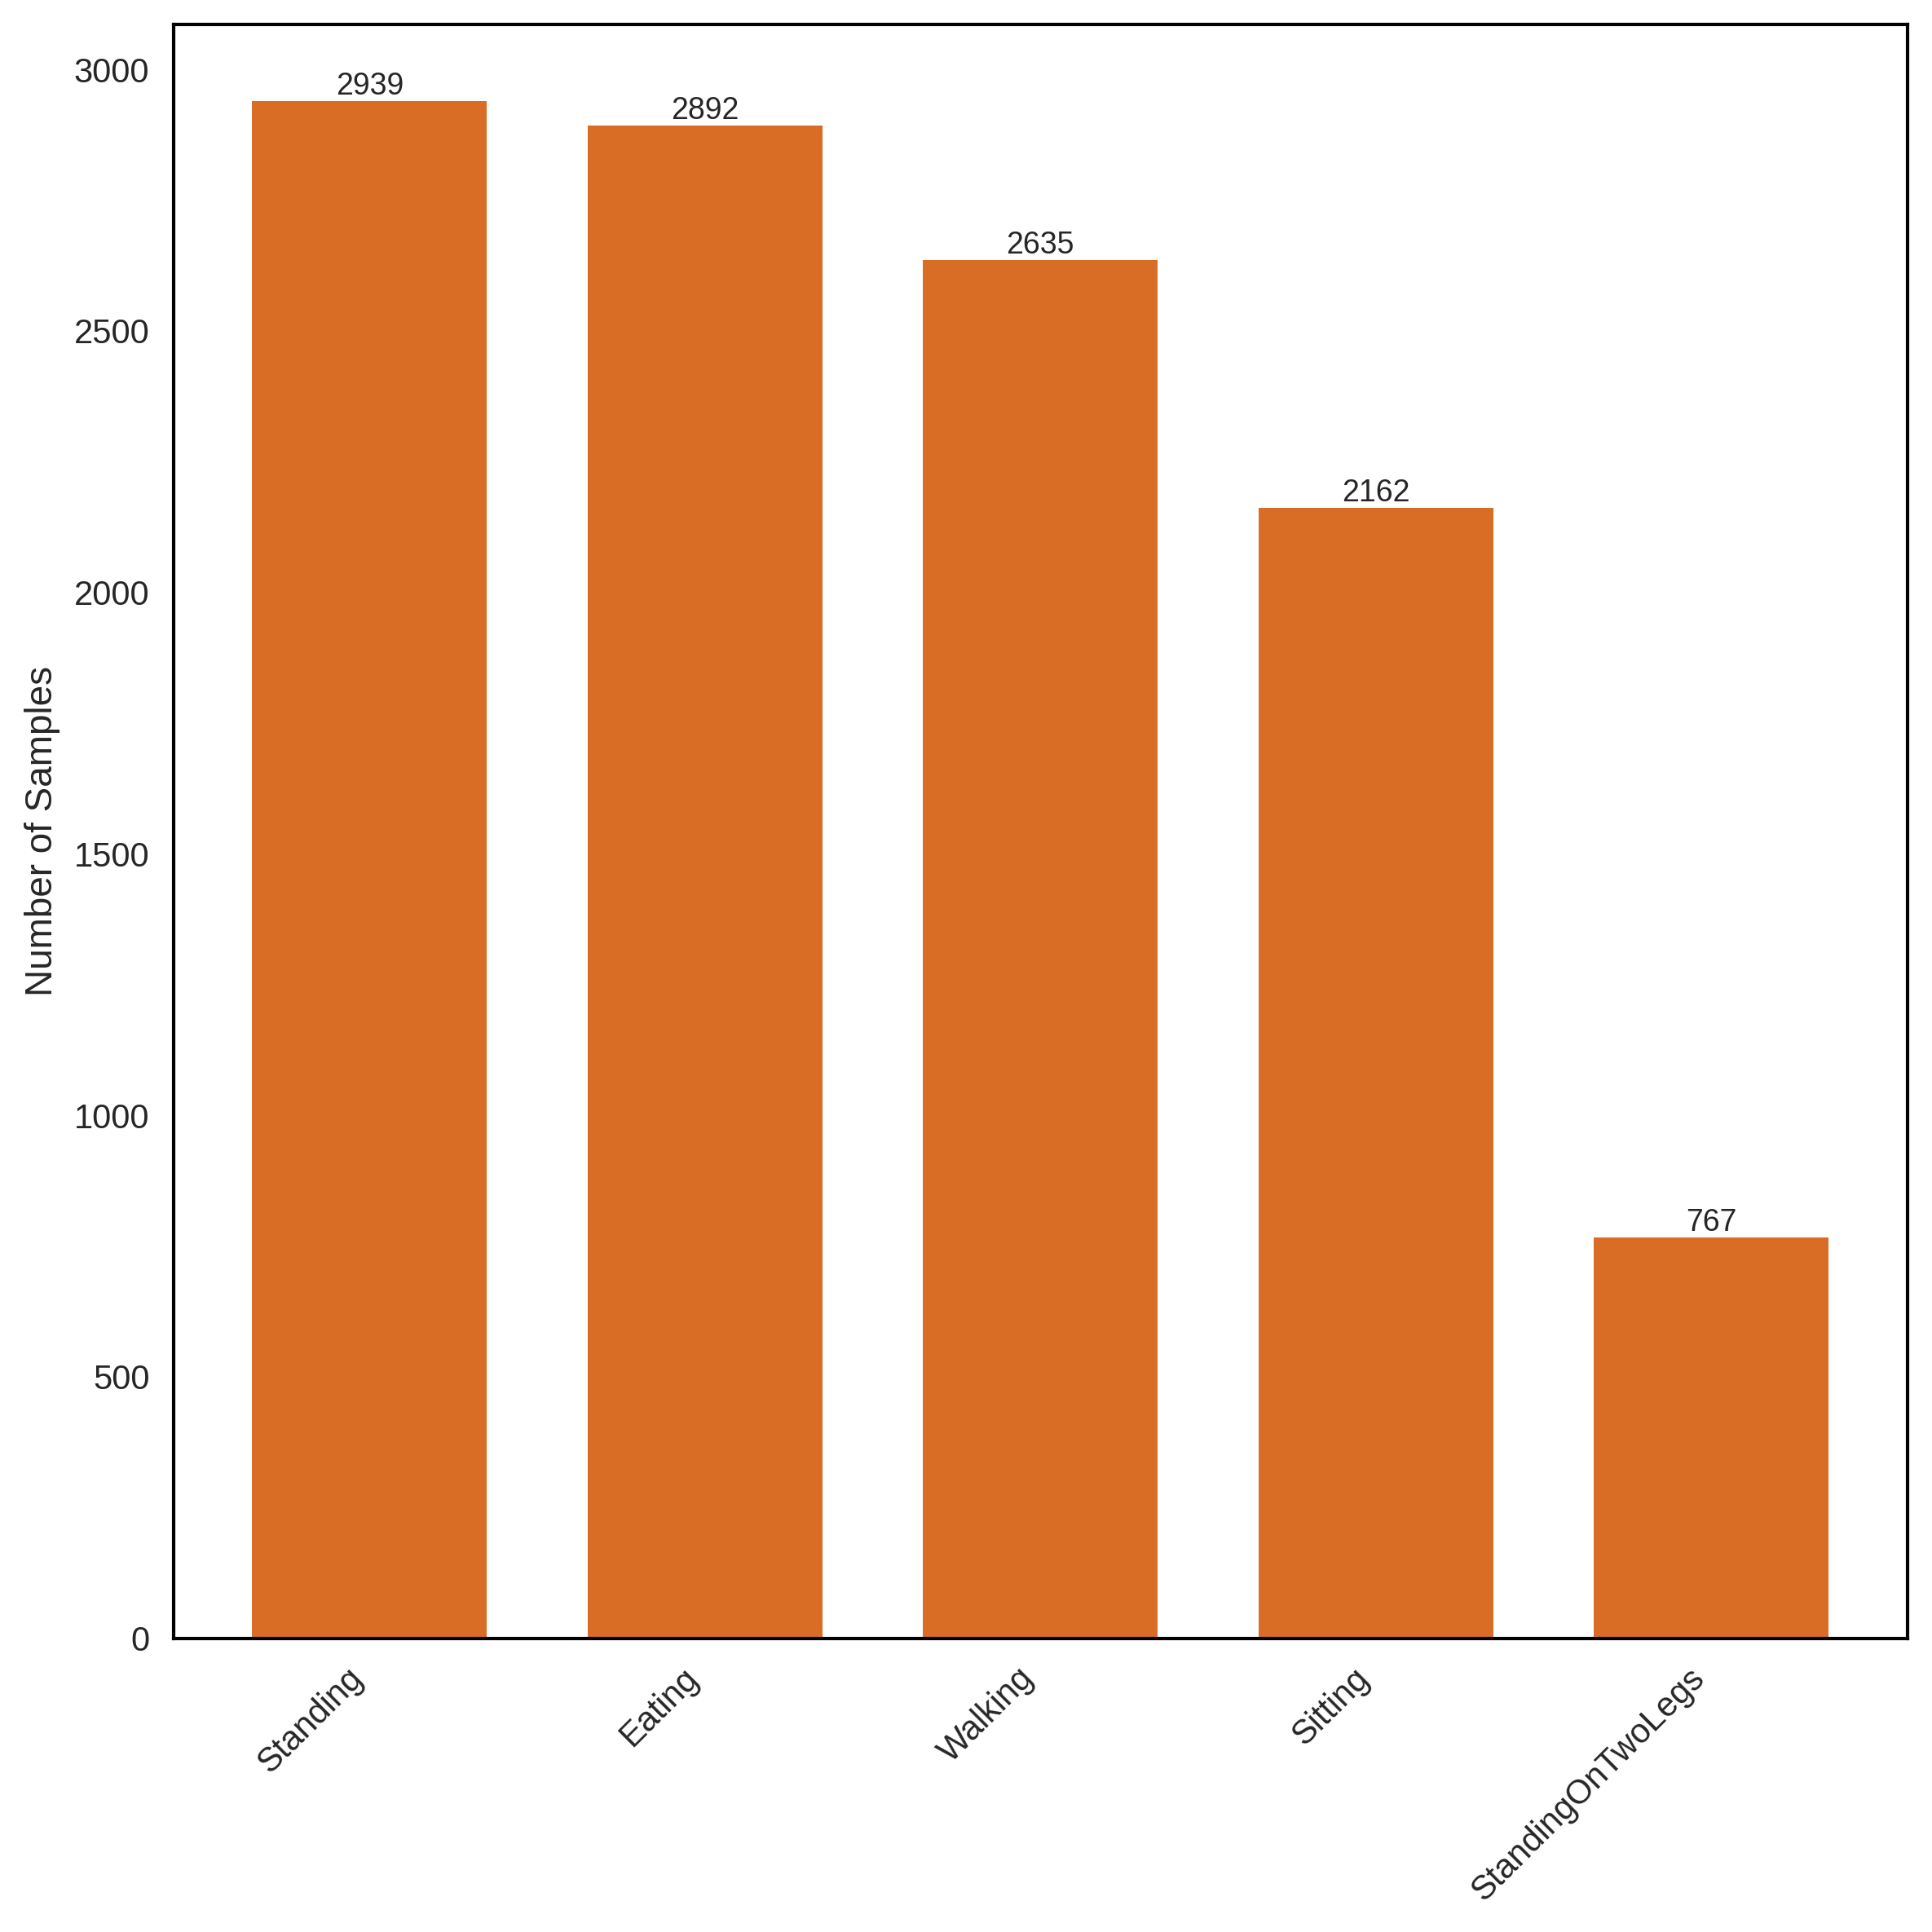 Number of Samples
3000
2500
2000
1500
1000
500
0
2939
2892
2635
2162
767
Standing
Eating
Walking
Sitting
StandingOnTwoLegs